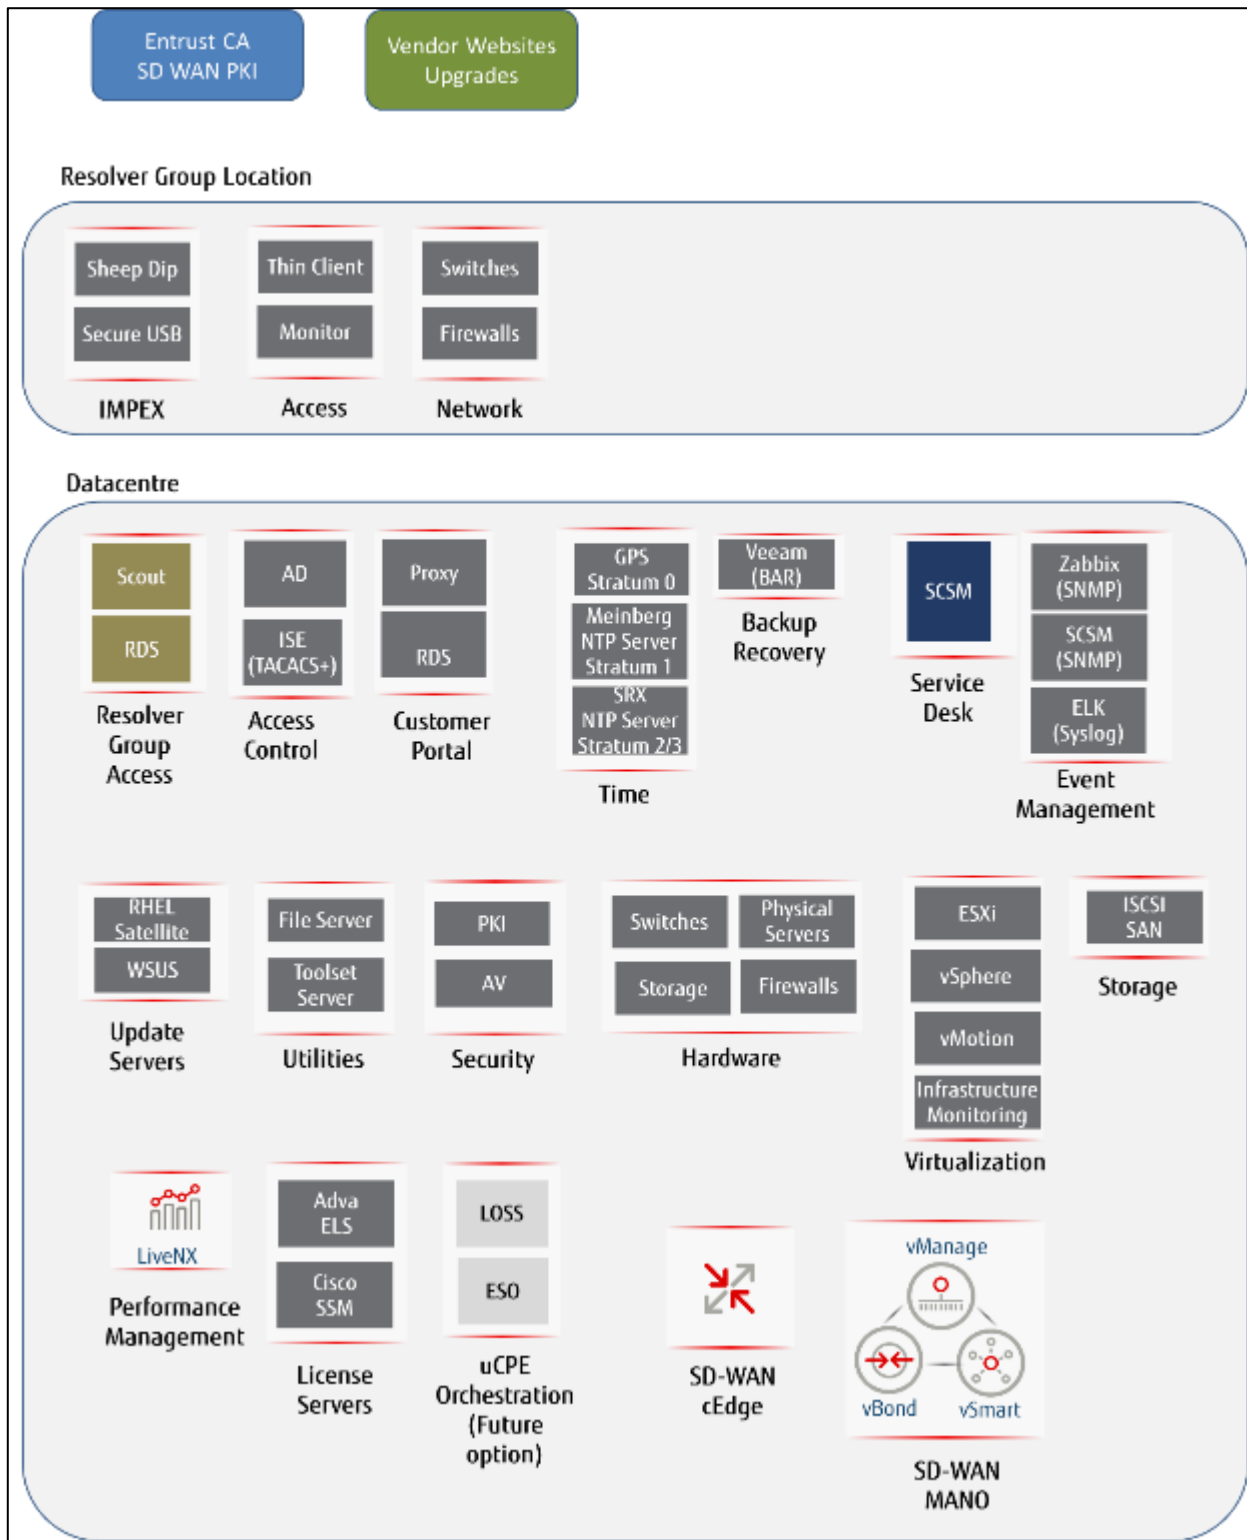 Entrust CA
SD WAN PKI
Vendor Websites
Upgrades
Resolver Group Location
Sheep Dip
Secure USB
IMPEX
Thin Client
Monitor
Access
Switches
Firewalls
Network
Datacentre
Scout
RDS
Resolver
Group
Access
AD
ISE
(TACACS+)
Access
Control
Proxy
RDS
Customer
Portal
GPS
Stratum 0
Meinberg
NTP Server
Stratum 1
SRX
NTP Server
Stratum 2/3
Time
Veeam
(BAR)
Backup
Recovery
SCSM
Service
Desk
Zabbix
(SNMP)
SCSM
(SNMP)
ELK
(Syslog)
Event
Management
RHEL
Satellite
WSUS
Update
Servers
File Server
Toolset
Server
Utilities
PKI
AV
Security
Switches
Physical
Servers
Storage
Firewalls
Hardware
ESXi
vSphere
vMotion
Infrastructure
Monitoring
Virtualization
ISCSI
SAN
Storage
LiveNX
Performance
Management
Adva
ELS
Cisco
SSM
License
Servers
LOSS
ESO
uCPE
Orchestration
(Future
option)
SD-WAN
cEdge
vManage
vBond
vSmart
SD-WAN
MANO